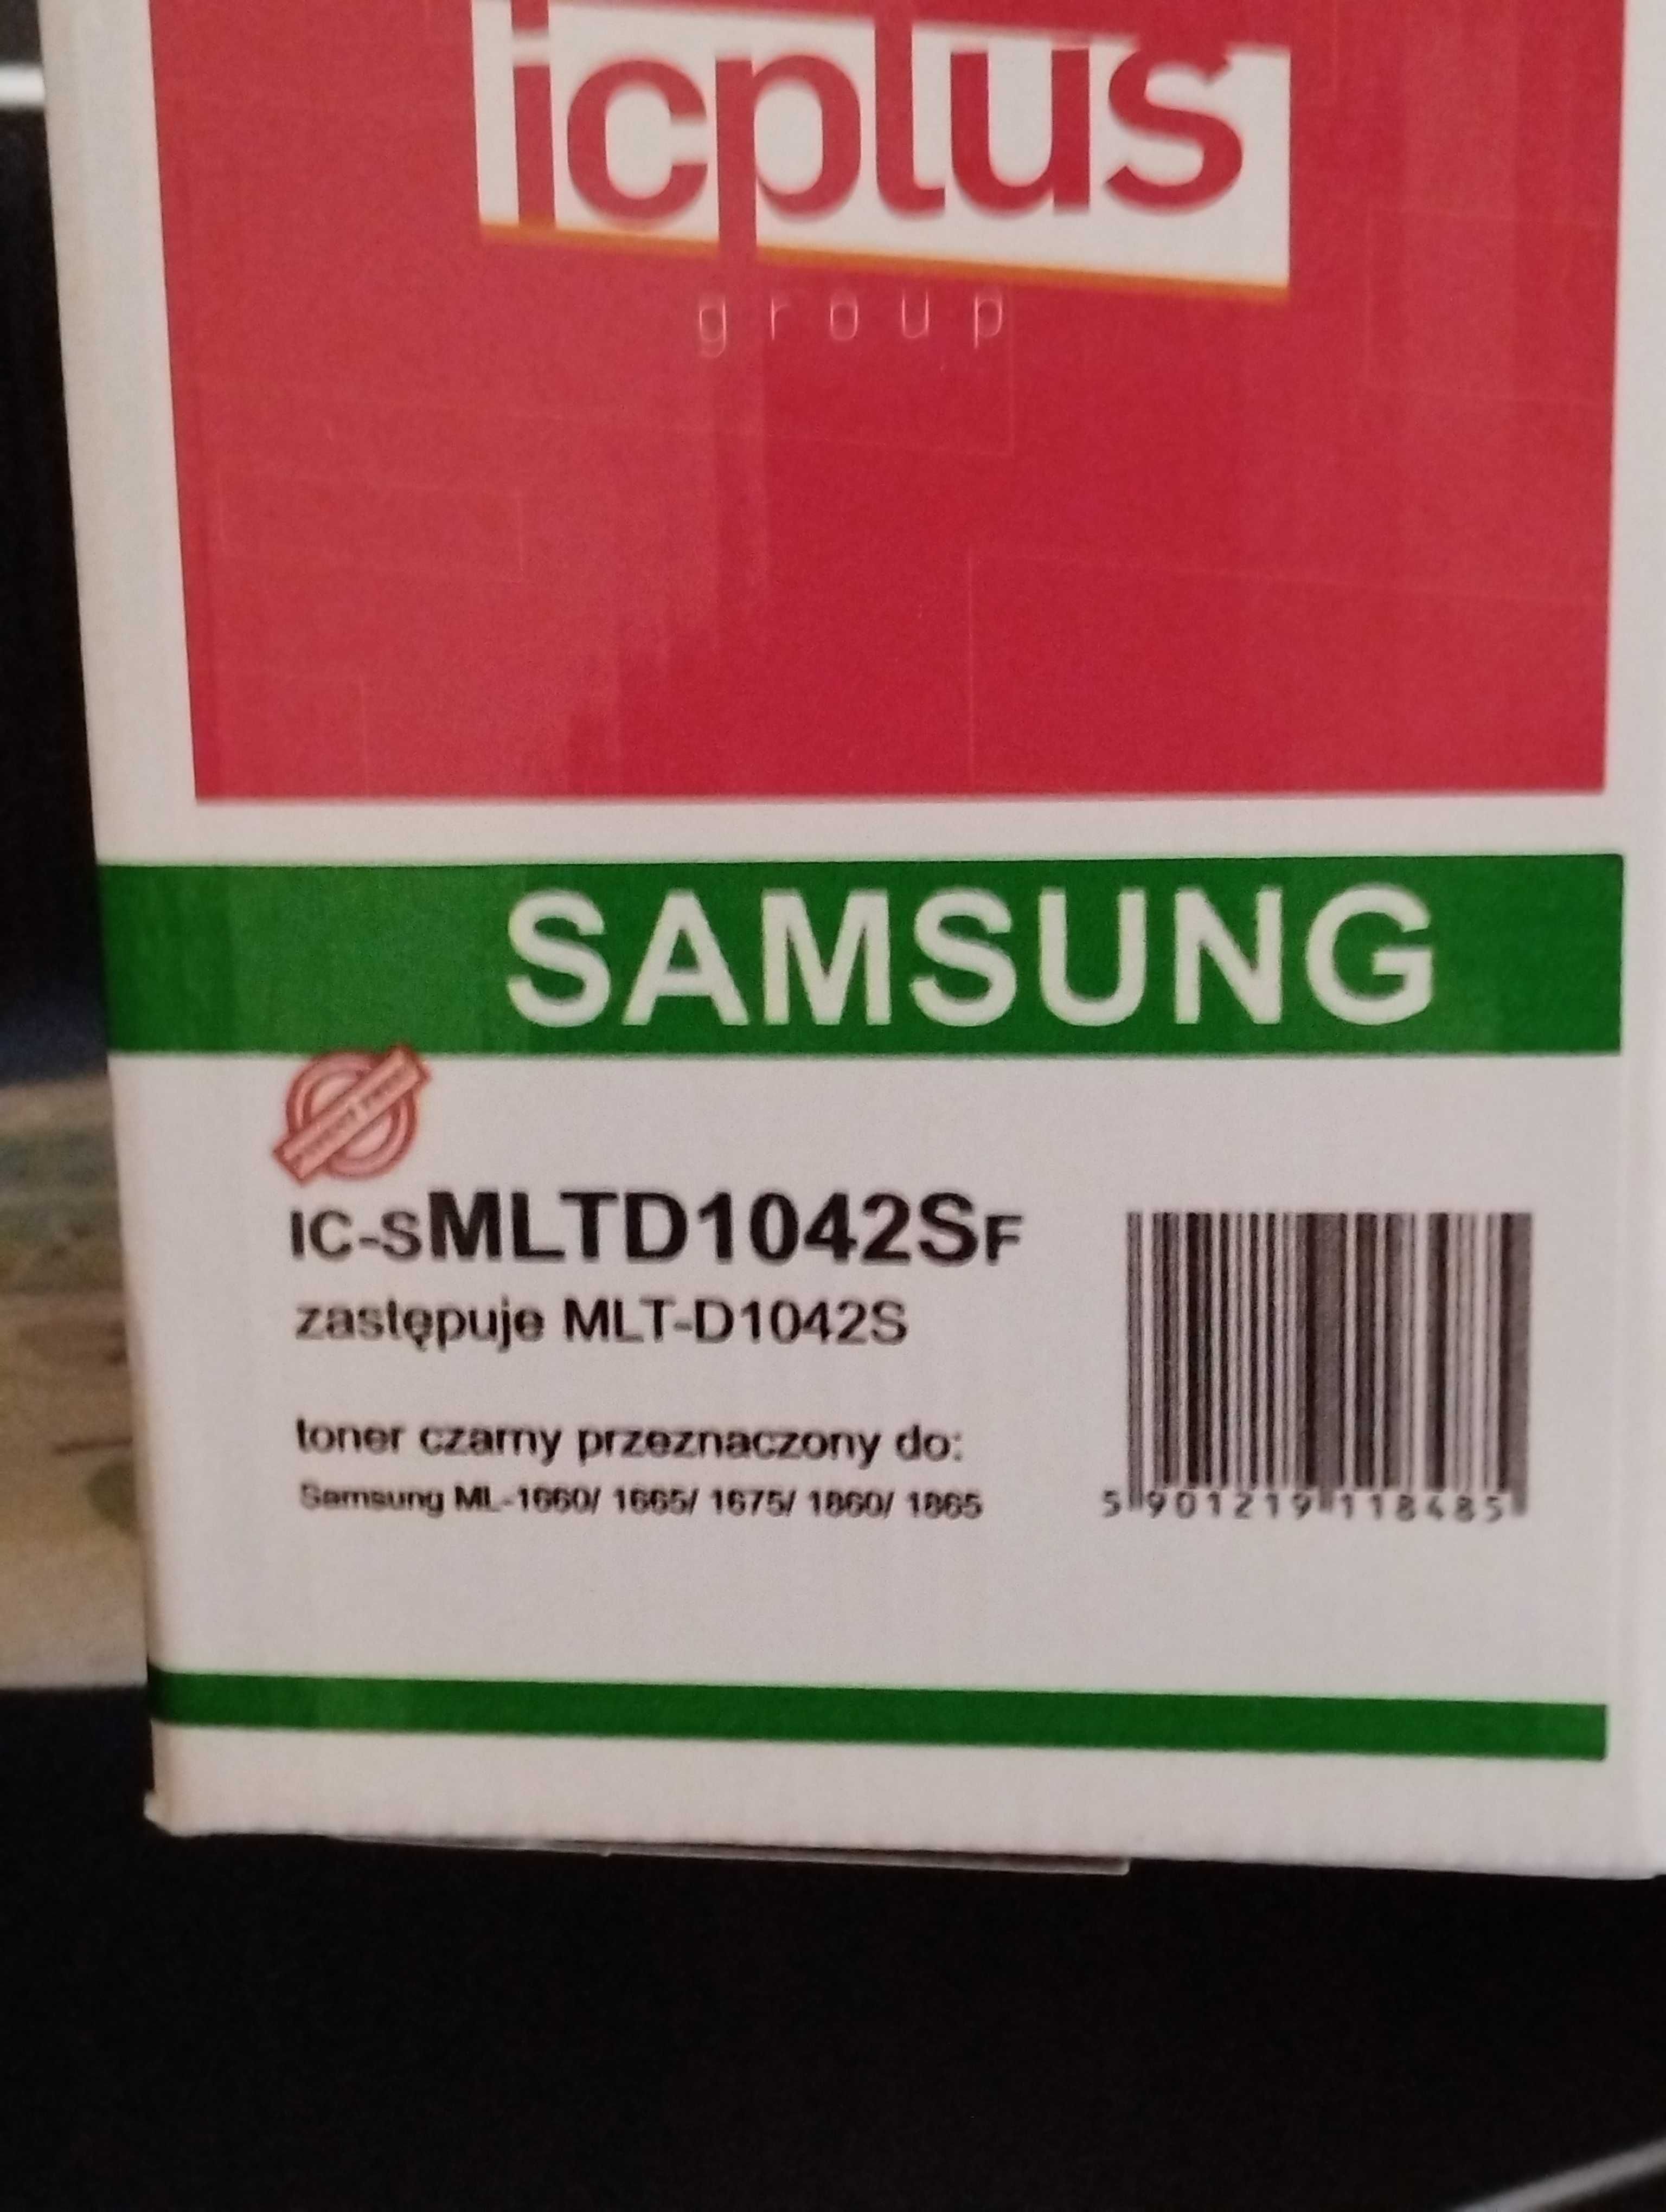 icplus
group
SAMSUNG
IC-SMLTD1042SF
zastępuje MLT-D1042S
toner czarny przeznaczony do:
Samsung ML-1660/ 1665/ 1675/ 1860/ 1865
5 901219 118485